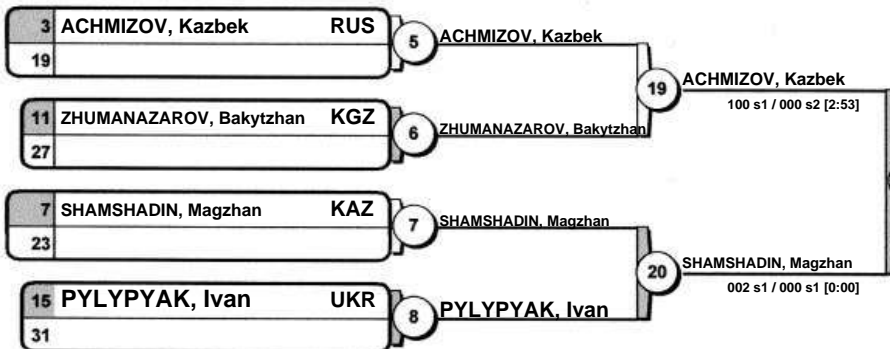 3 ACHMIZOV, Kazbek RUS
19
5 ACHMIZOV, Kazbek
11 ZHUMANAZAROV, Bakytzhan KGZ
27
6 ZHUMANAZAROV, Bakytzhan
19 ACHMIZOV, Kazbek
100 s1 / 000 s2 [2:53]
7 SHAMSHADIN, Magzhan KAZ
23
7 SHAMSHADIN, Magzhan
15 PYLYPYAK, Ivan UKR
31
8 PYLYPYAK, Ivan
20 SHAMSHADIN, Magzhan
002 s1 / 000 s1 [0:00]